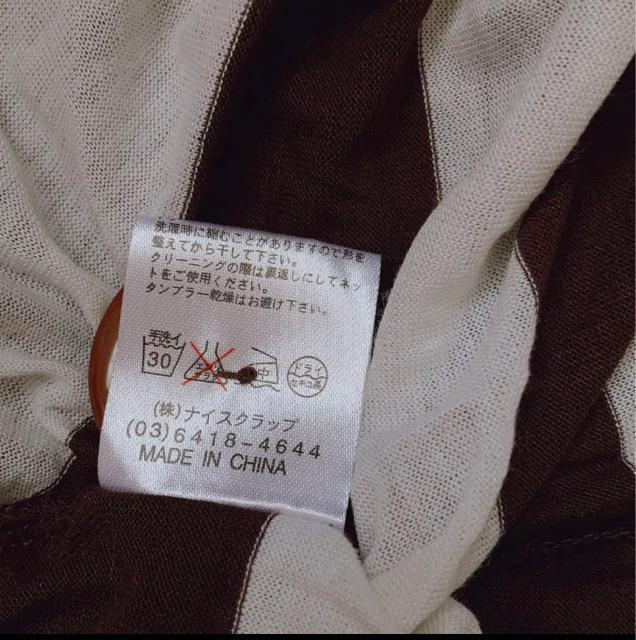 洗濯時に縮むことがありますので形を
整えてから干して下さい。
クリーニングの際は裏返しにしてネッ
トをご使用ください。
タンブラー乾燥はお避け下さい。
手洗イ
30
中
ドライ
セキユ系
(株)ナイスクラップ
(03)6418-4644
MADE IN CHINA